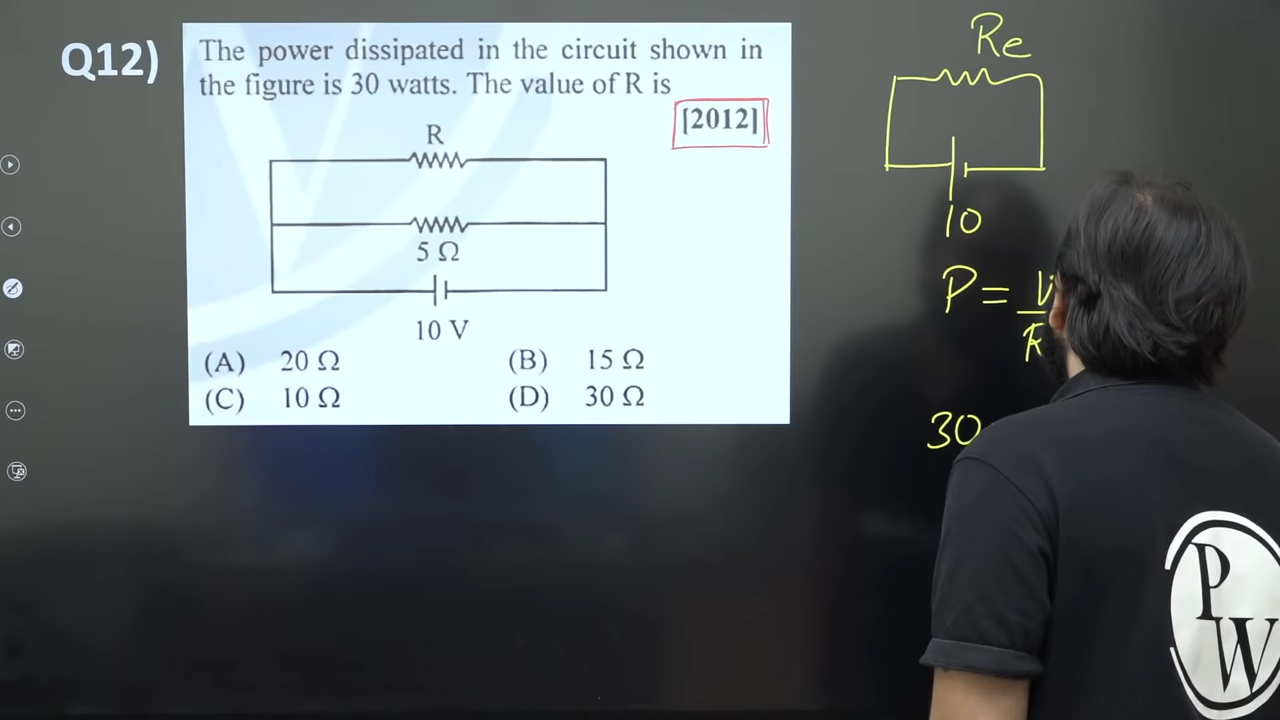 Q12)
The power dissipated in the circuit shown in
the figure is 30 watts. The value of R is
[2012]
R
5 Ω
10 V
(A) 20 Ω (B) 15 Ω
(C) 10 Ω (D) 30 Ω
Re
10
P =
30
PW